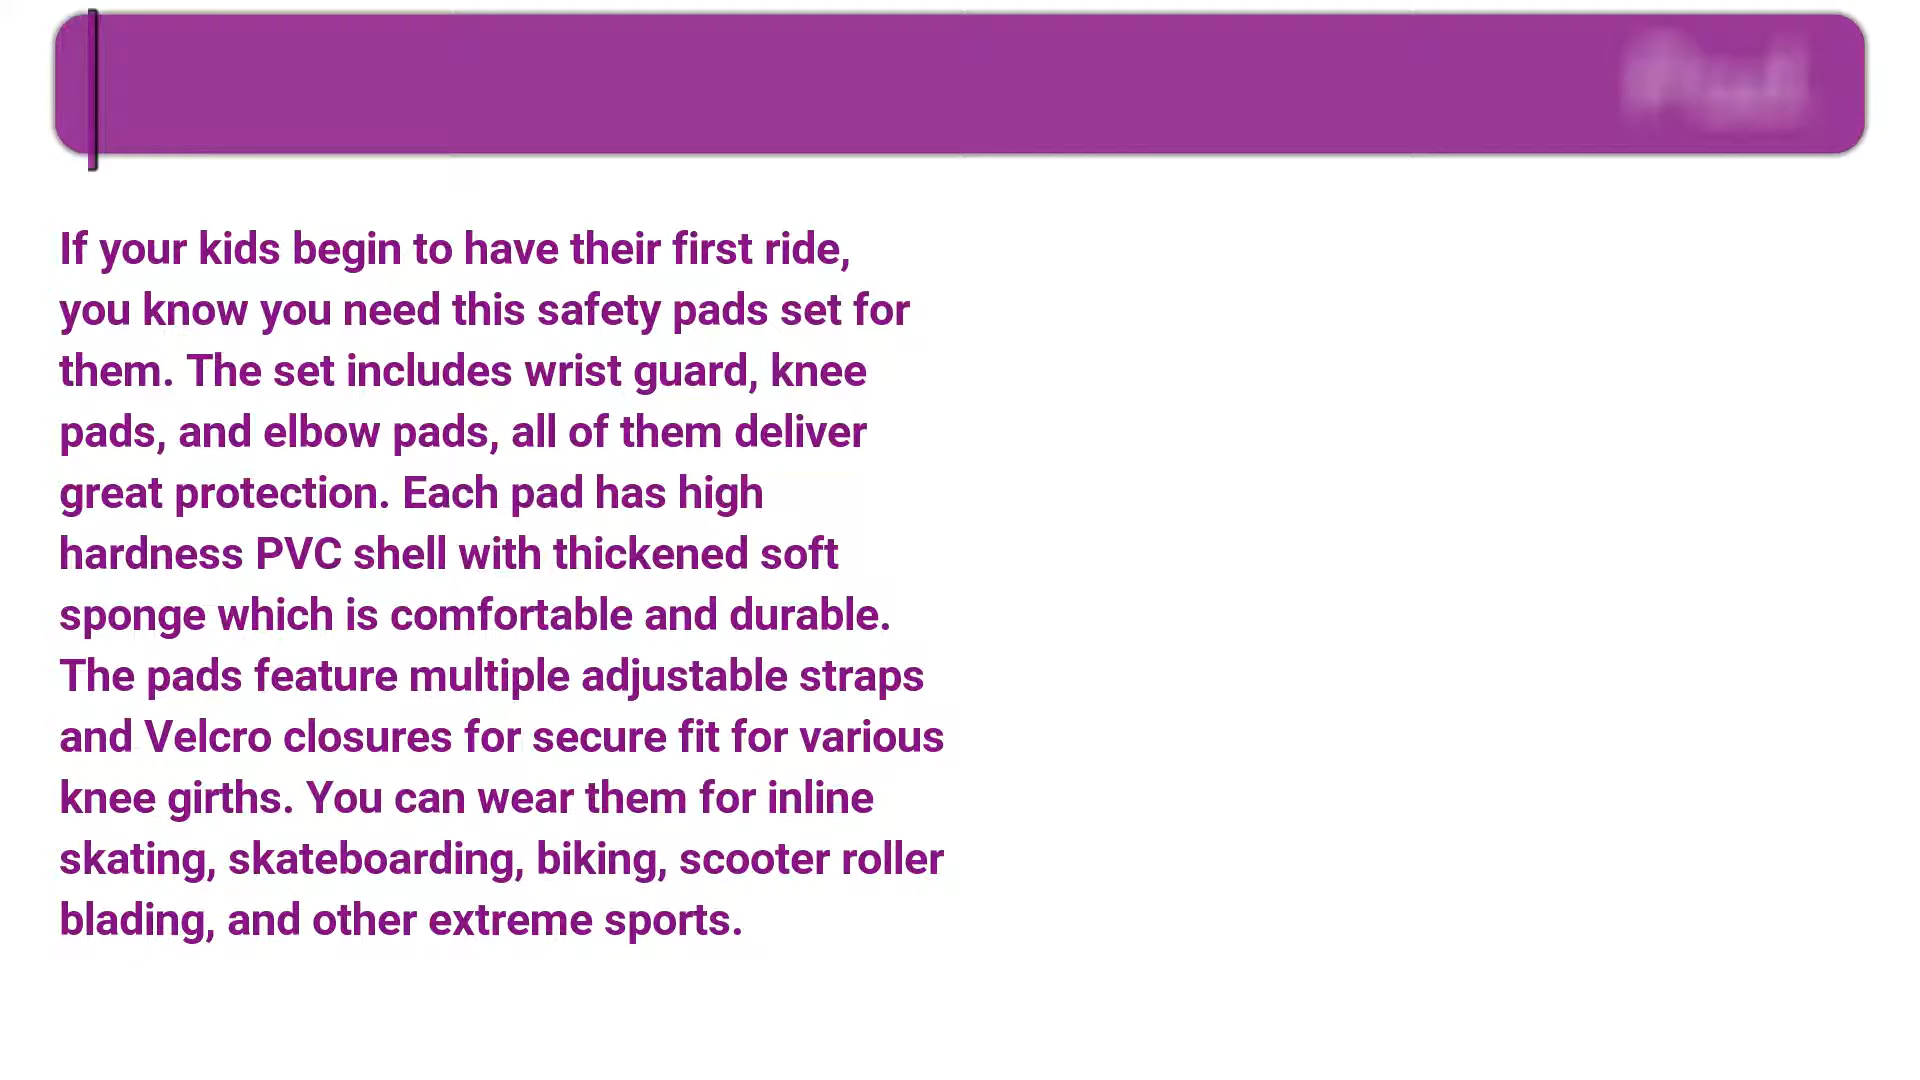 If your kids begin to have their first ride,
you know you need this safety pads set for
them. The set includes wrist guard, knee
pads, and elbow pads, all of them deliver
great protection. Each pad has high
hardness PVC shell with thickened soft
sponge which is comfortable and durable.
The pads feature multiple adjustable straps
and Velcro closures for secure fit for various
knee girths. You can wear them for inline
skating, skateboarding, biking, scooter roller
blading, and other extreme sports.